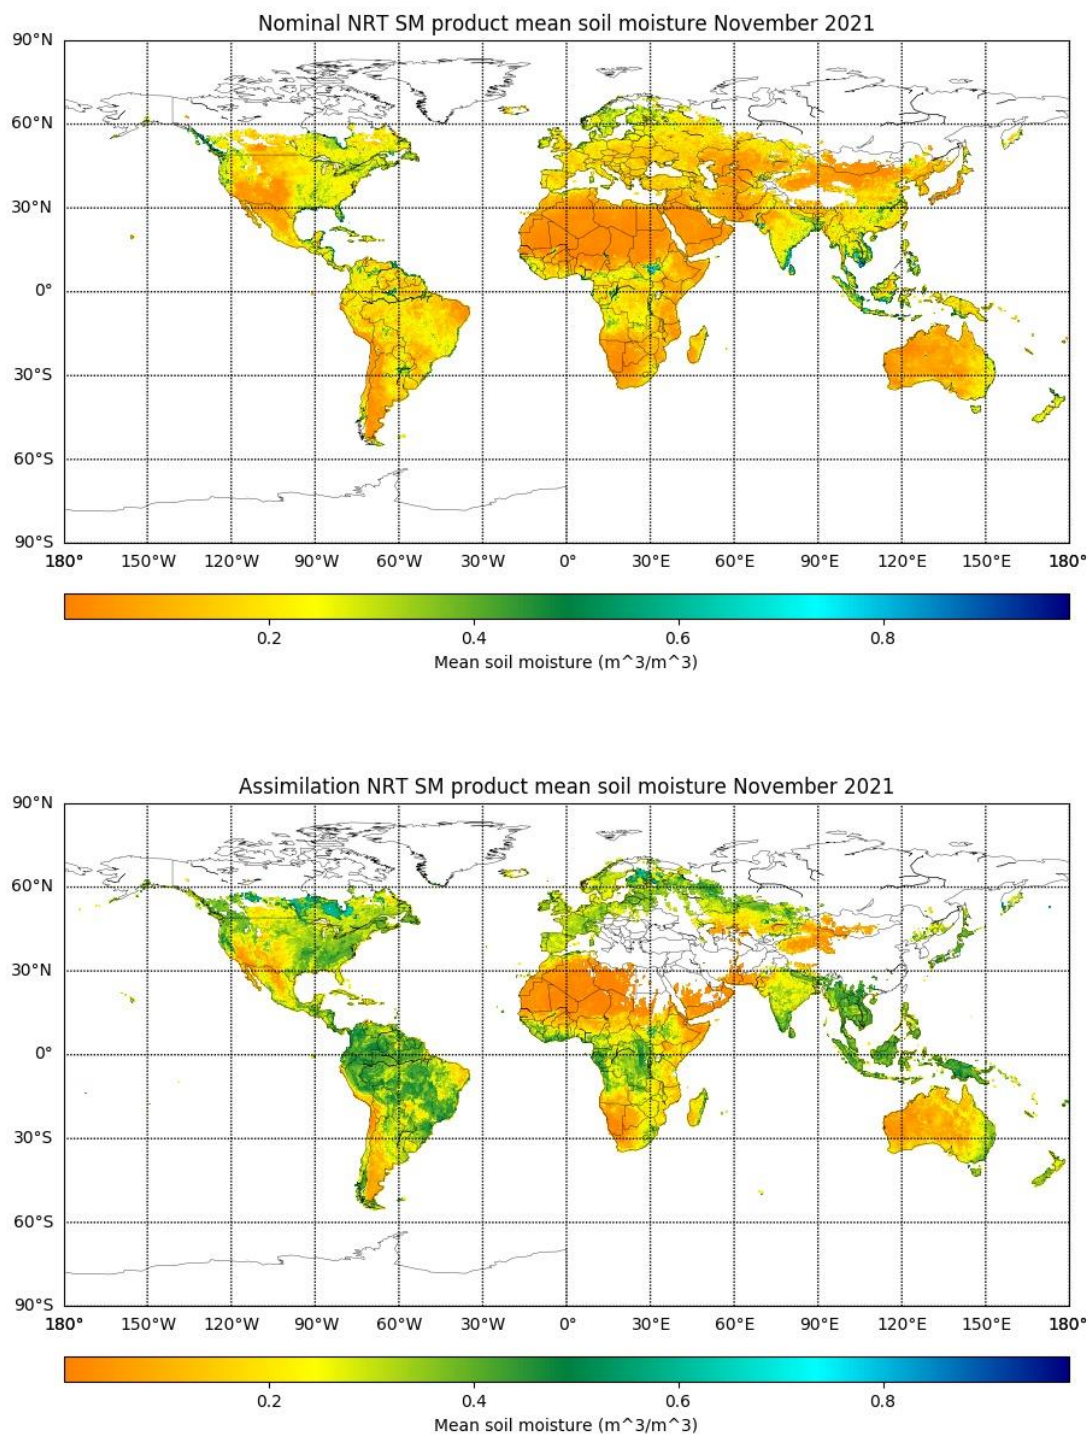 Nominal NRT SM product mean soil moisture November 2021
90°N
60°N
30°N
0°
30°S
60°S
90°S
180° 150°W 120°W 90°W 60°W 30°W 0° 30°E 60°E 90°E 120°E 150°E 180°
0.2 0.4 0.6 0.8
Mean soil moisture (m^3/m^3)
Assimilation NRT SM product mean soil moisture November 2021
90°N
60°N
30°N
0°
30°S
60°S
90°S
180° 150°W 120°W 90°W 60°W 30°W 0° 30°E 60°E 90°E 120°E 150°E 180°
0.2 0.4 0.6 0.8
Mean soil moisture (m^3/m^3)